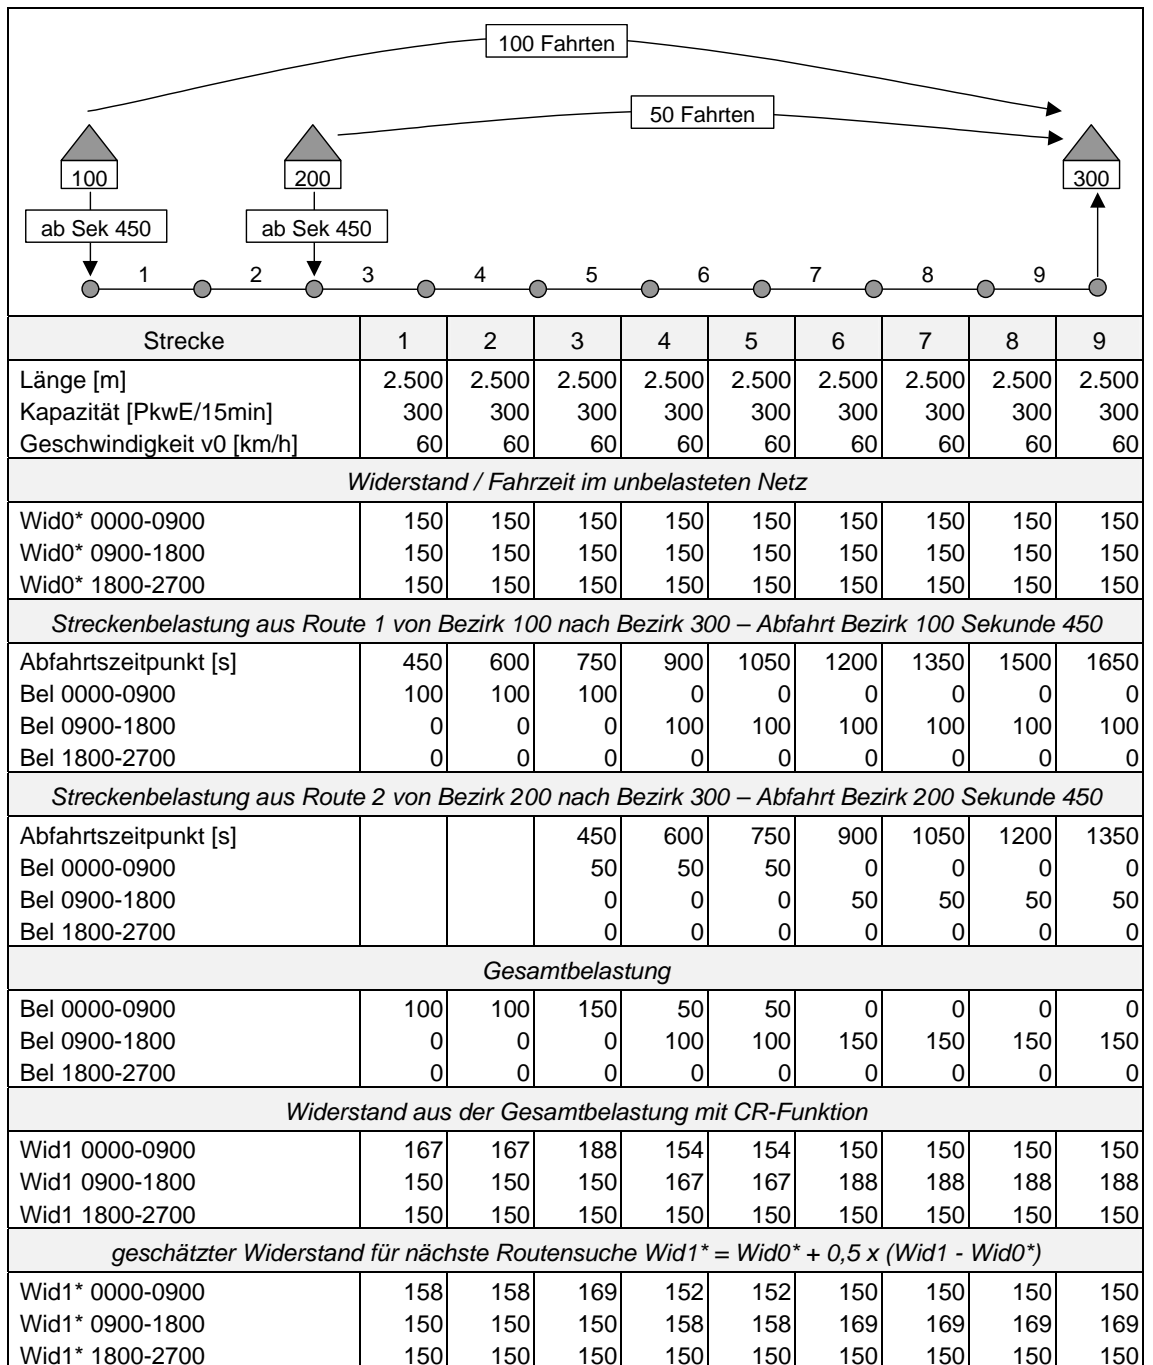 100 Fahrten
50 Fahrten
100 200 300
ab Sek 450 ab Sek 450
1 2 3 4 5 6 7 8 9
Strecke 1 2 3 4 5 6 7 8 9
Länge [m] 2.500 2.500 2.500 2.500 2.500 2.500 2.500 2.500 2.500
Kapazität [PkwE/15min] 300 300 300 300 300 300 300 300 300
Geschwindigkeit v0 [km/h] 60 60 60 60 60 60 60 60 60
Widerstand / Fahrzeit im unbelasteten Netz
Wid0* 0000-0900 150 150 150 150 150 150 150 150 150
Wid0* 0900-1800 150 150 150 150 150 150 150 150 150
Wid0* 1800-2700 150 150 150 150 150 150 150 150 150
Streckenbelastung aus Route 1 von Bezirk 100 nach Bezirk 300 – Abfahrt Bezirk 100 Sekunde 450
Abfahrtszeitpunkt [s] 450 600 750 900 1050 1200 1350 1500 1650
Bel 0000-0900 100 100 100 0 0 0 0 0 0
Bel 0900-1800 0 0 0 100 100 100 100 100 100
Bel 1800-2700 0 0 0 0 0 0 0 0 0
Streckenbelastung aus Route 2 von Bezirk 200 nach Bezirk 300 – Abfahrt Bezirk 200 Sekunde 450
Abfahrtszeitpunkt [s] 450 600 750 900 1050 1200 1350
Bel 0000-0900 50 50 50 0 0 0 0
Bel 0900-1800 0 0 0 50 50 50 50
Bel 1800-2700 0 0 0 0 0 0 0
Gesamtbelastung
Bel 0000-0900 100 100 150 50 50 0 0 0 0
Bel 0900-1800 0 0 0 100 100 150 150 150 150
Bel 1800-2700 0 0 0 0 0 0 0 0 0
Widerstand aus der Gesamtbelastung mit CR-Funktion
Wid1 0000-0900 167 167 188 154 154 150 150 150 150
Wid1 0900-1800 150 150 150 167 167 188 188 188 188
Wid1 1800-2700 150 150 150 150 150 150 150 150 150
geschätzter Widerstand für nächste Routensuche Wid1* = Wid0* + 0,5 x (Wid1 - Wid0*)
Wid1* 0000-0900 158 158 169 152 152 150 150 150 150
Wid1* 0900-1800 150 150 150 158 158 169 169 169 169
Wid1* 1800-2700 150 150 150 150 150 150 150 150 150